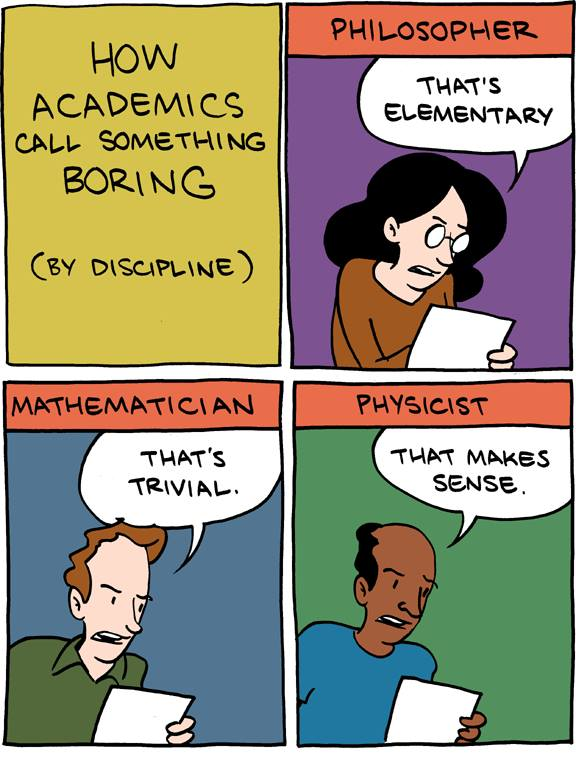 HOW
ACADEMICS
CALL SOMETHING
BORING
(BY DISCIPLINE)
PHILOSOPHER
THAT'S
ELEMENTARY
MATHEMATICIAN
THAT'S
TRIVIAL.
PHYSICIST
THAT MAKES
SENSE.